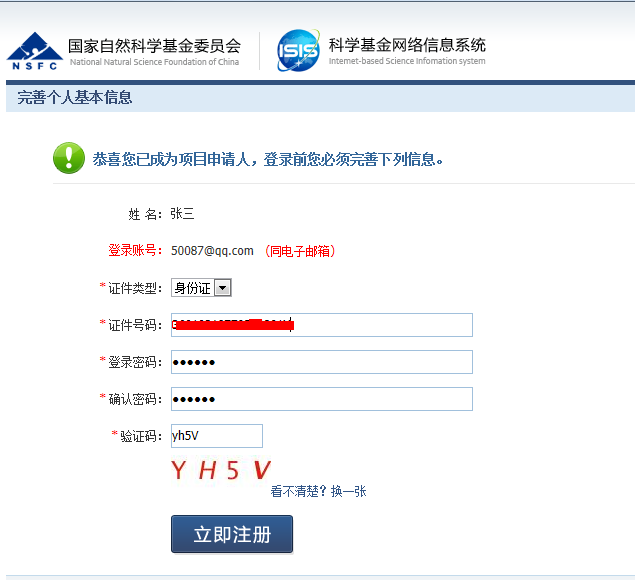 国家自然科学基金委员会
National Natural Science Foundation of China
NSFC
ISIS
科学基金网络信息系统
Internet-based Science Infomation system
完善个人基本信息
恭喜您已成为项目申请人，登录前您必须完善下列信息。
姓 名： 张三
登录账号： 50087@qq.com （同电子邮箱）
*证件类型： 身份证
*证件号码：
*登录密码： ●●●●●●
*确认密码： ●●●●●●
*验证码： yh5V
Y H 5 V
看不清楚？换一张
立即注册